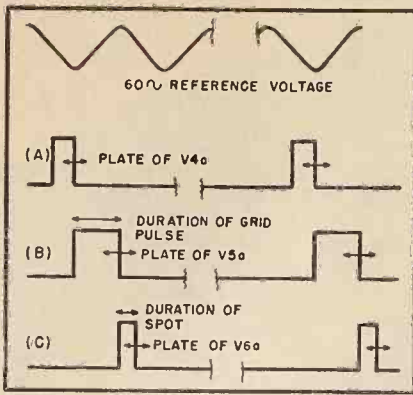 60∿ REFERENCE VOLTAGE
(A)
PLATE OF V4a
DURATION OF GRID
PULSE
(B)
PLATE OF V5a
DURATION OF
SPOT
(C)
PLATE OF V6a